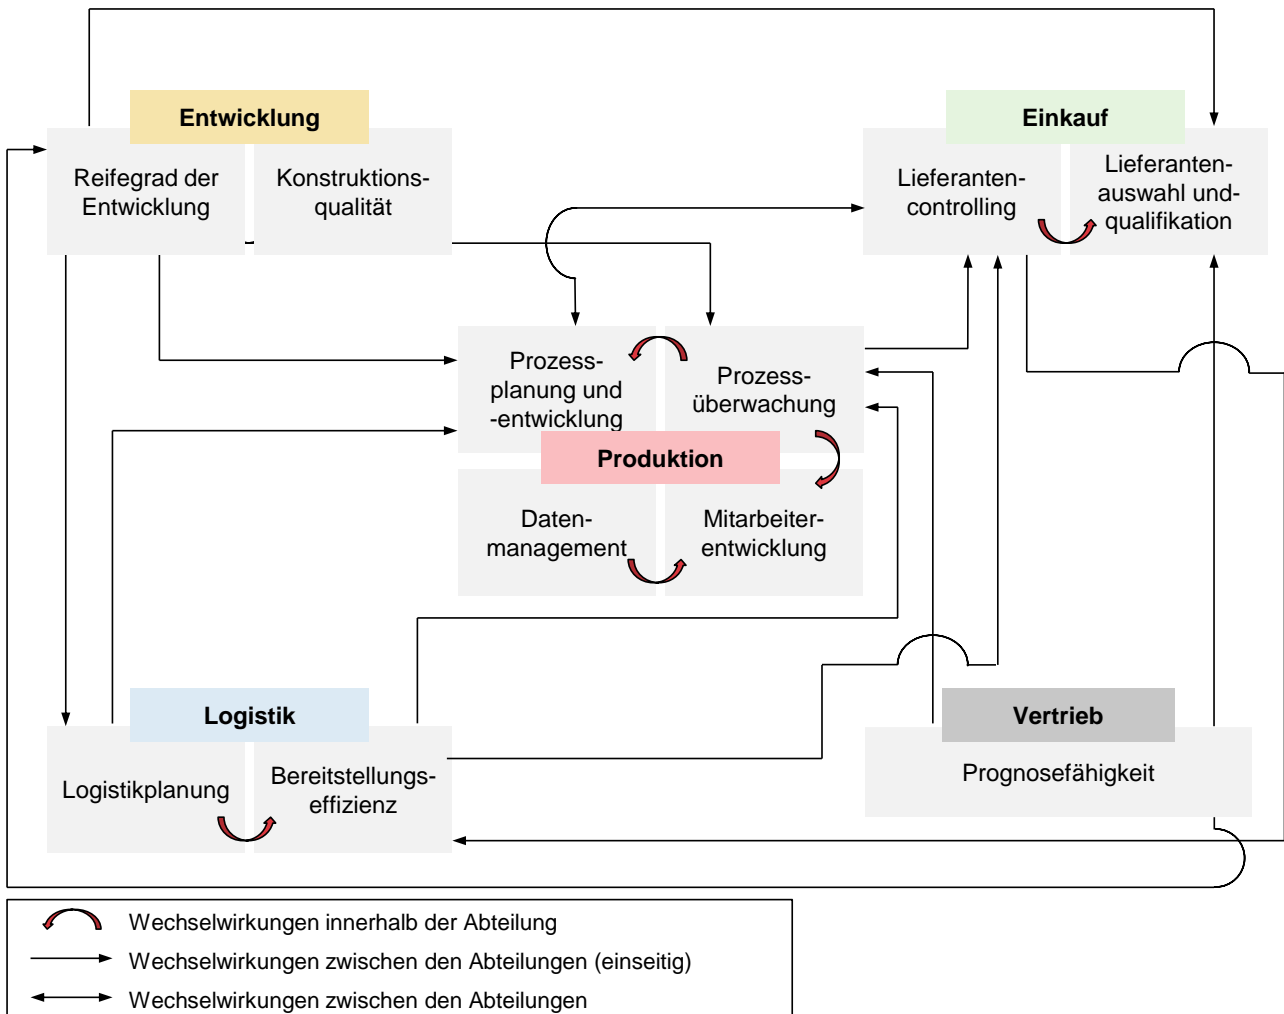 Entwicklung
Reifegrad der
Entwicklung
Konstruktions-
qualität
Einkauf
Lieferanten-
controlling
Lieferanten-
auswahl und-
qualifikation
Prozess-
planung und
-entwicklung
Prozess-
überwachung
Produktion
Daten-
management
Mitarbeiter-
entwicklung
Logistik
Logistikplanung
Bereitstellungs-
effizienz
Vertrieb
Prognosefähigkeit
Wechselwirkungen innerhalb der Abteilung
Wechselwirkungen zwischen den Abteilungen (einseitig)
Wechselwirkungen zwischen den Abteilungen